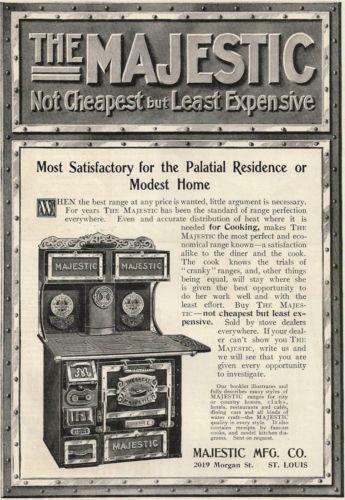 THE MAJESTIC
Not Cheapest but Least Expensive
Most Satisfactory for the Palatial Residence or
Modest Home
WHEN the best range at any price is wanted, little argument is necessary.
For years THE MAJESTIC has been the standard of range perfection
everywhere. Even and accurate distribution of heat where it is
needed for Cooking, makes THE
MAJESTIC the most perfect and eco-
nomical range known—a satisfaction
alike to the diner and the cook.
The cook knows the trials of
"cranky" ranges, and, other things
being equal, will stay where she
is given the best opportunity to
do her work well and with the
least effort. Buy THE MAJES-
TIC—not cheapest but least ex-
pensive. Sold by stove dealers
everywhere. If your deal-
er can't show you THE
MAJESTIC, write us and
we will see that you are
given every opportunity
to investigate.
MAJESTIC
MAJESTIC
Our booklet illustrates and
fully describes many styles of
MAJESTIC ranges for city
or country homes, clubs,
hotels, restaurants and cafés,
dining cars and all kinds of
water craft—the MAJESTIC
quality in every style. It also
contains receipts by famous
cooks, and model kitchen dia-
grams. Sent on request.
MAJESTIC MFG. CO.
2019 Morgan St. ST. LOUIS